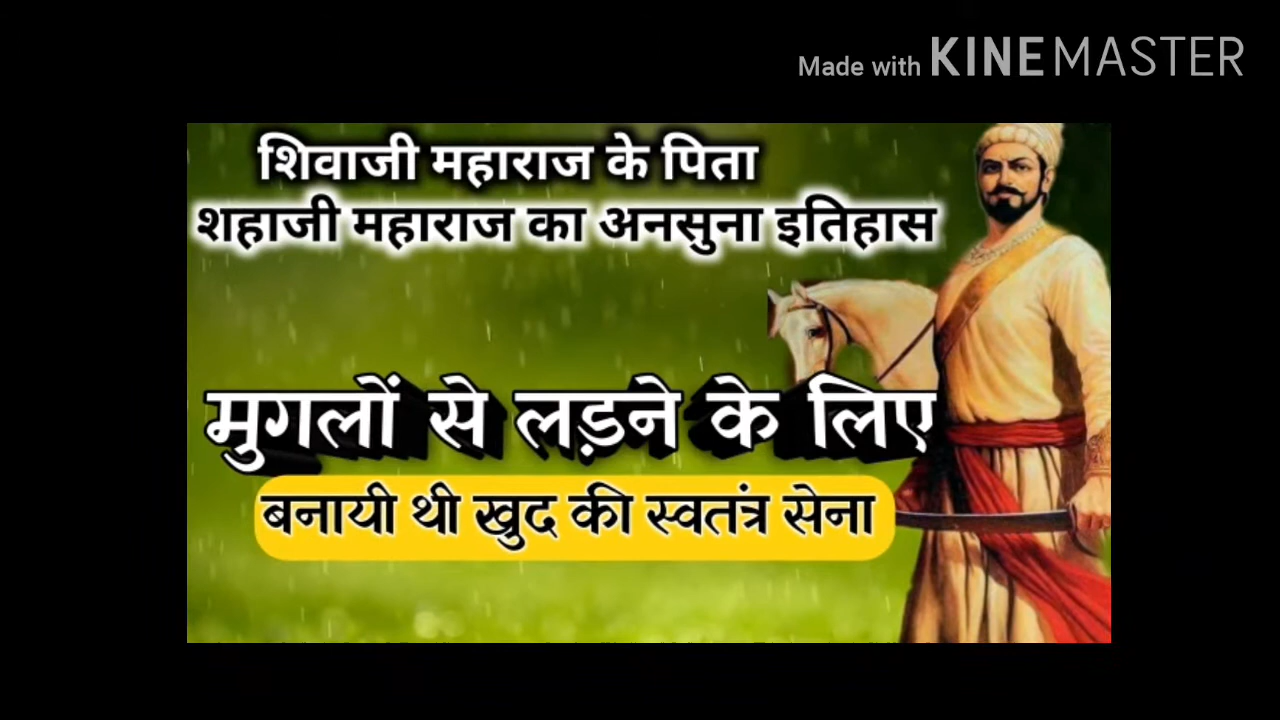 Made with KINEMASTER
शिवाजी महाराज के पिता
शहाजी महाराज का अनसुना इतिहास
मुगलों से लड़ने के लिए
बनायी थी खुद की स्वतंत्र सेना